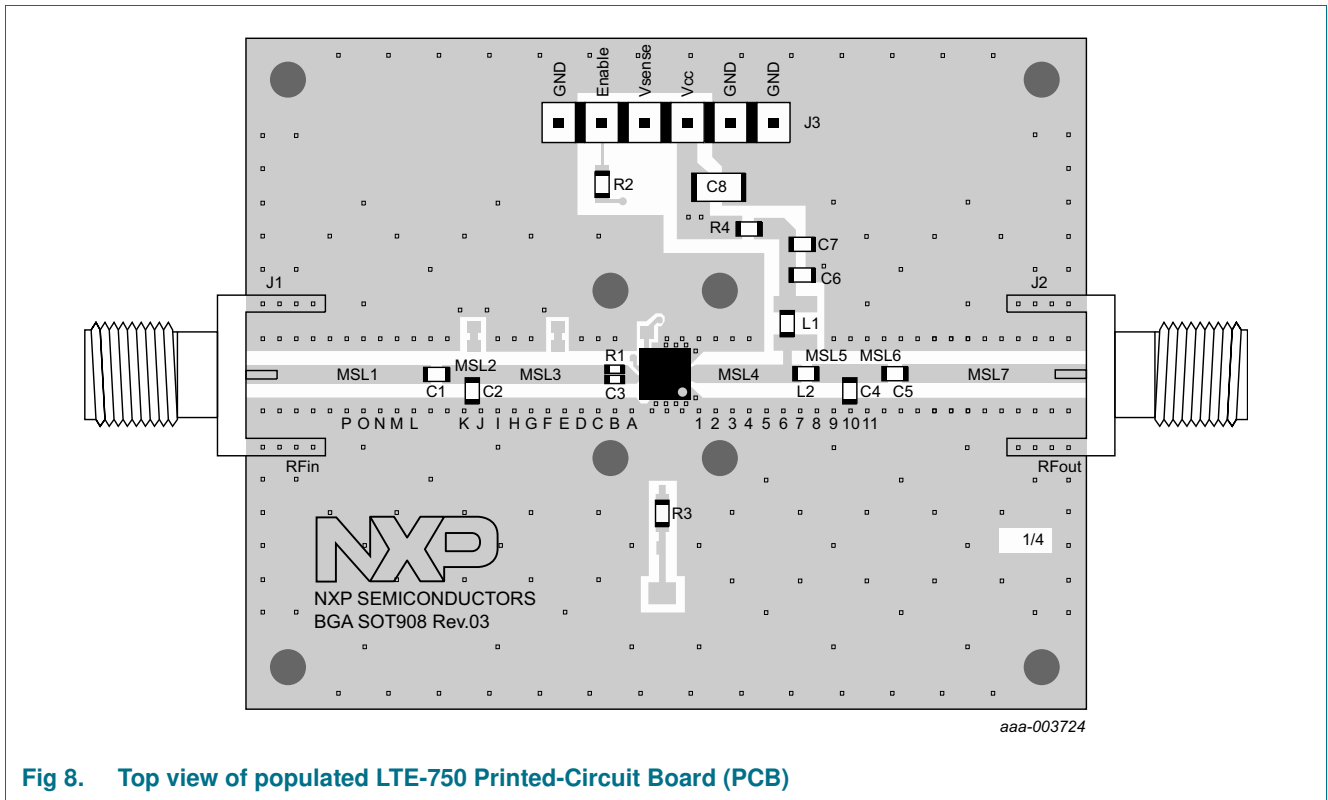 GND Enable Vsense Vcc GND GND
J3
R2
C8
R4
C7
C6
J1
J2
L1
R1
MSL1
MSL2
MSL3
MSL4
MSL5
MSL6
MSL7
C1
C2
C3
L2
C4
C5
P O N M L K J I H G F E D C B A 1 2 3 4 5 6 7 8 9 10 11
RFin
RFout
R3
1/4
NXP
NXP SEMICONDUCTORS
BGA SOT908 Rev.03
aaa-003724
Fig 8. Top view of populated LTE-750 Printed-Circuit Board (PCB)